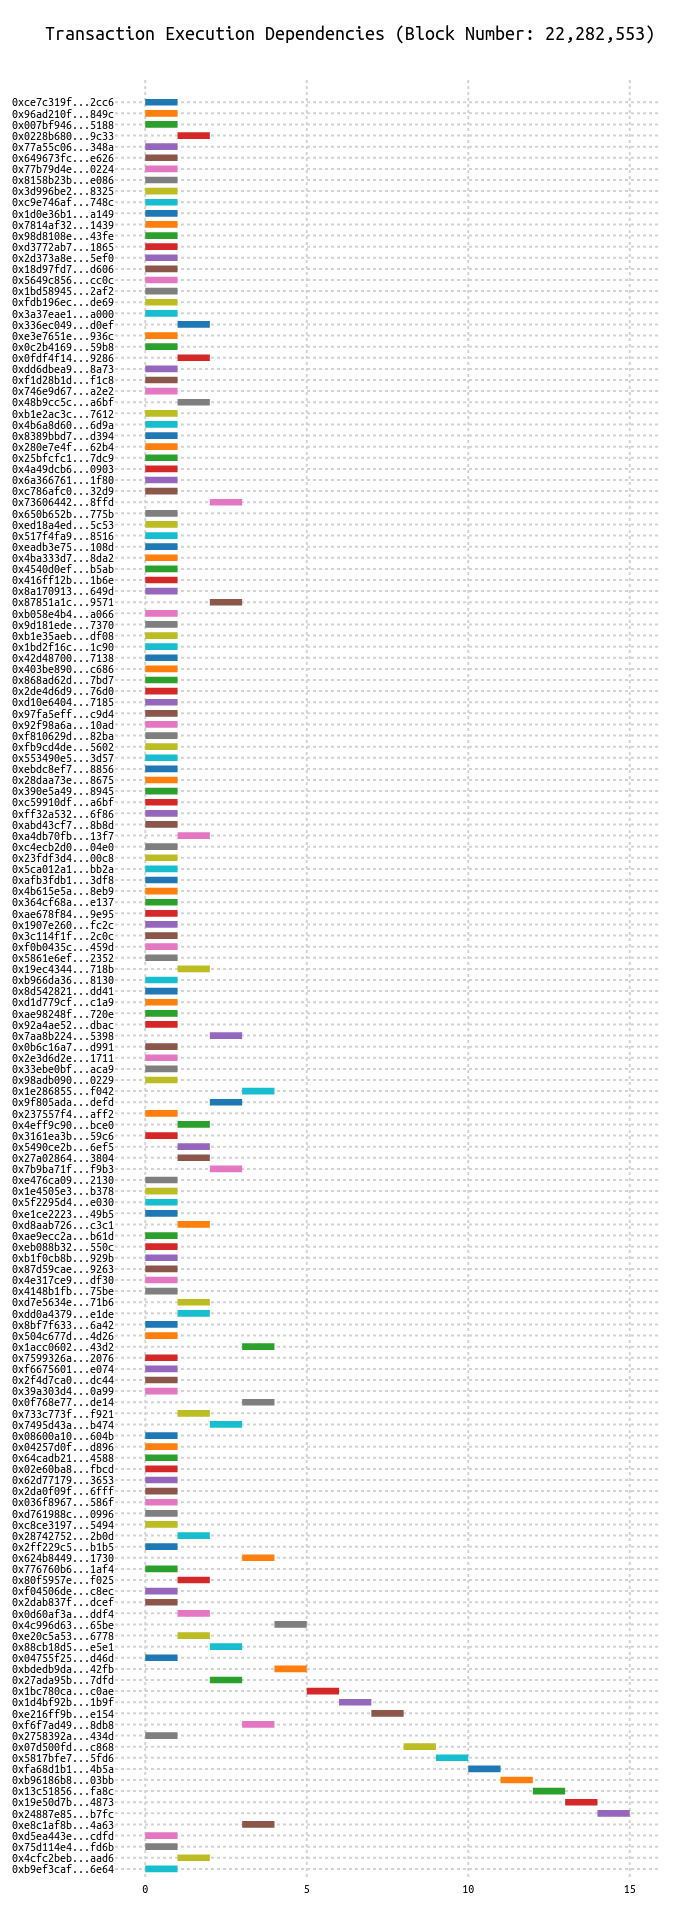 Transaction Execution Dependencies (Block Number: 22,282,553)
0xce7c319f...2cc6
0x96ad210f...849c
0x007bf946...5188
0x0228b680...9c33
0x77a55c06...348a
0x649673fc...e626
0x77b79d4e...0224
0x8158b23b...e086
0x3d996be2...8325
0xc9e746af...748c
0x1d0e36b1...a149
0x7814af32...1439
0x98d8108e...43fe
0xd3772ab7...1865
0x2d373a8e...5ef0
0x18d97fd7...d606
0x5649c856...cc0c
0x1bd58945...2af2
0xfdb196ec...de69
0x3a37eae1...a000
0x336ec049...d0ef
0xe3e7651e...936c
0x0c2b4169...59b8
0x0fdf4f14...9286
0xdd6dbea9...8a73
0xf1d28b1d...f1c8
0x746e9d67...a2e2
0x48b9cc5c...a6bf
0xb1e2ac3c...7612
0x4b6a8d60...6d9a
0x8389bbd7...d394
0x280e7e4f...62b4
0x25bfcfc1...7dc9
0x4a49dcb6...0903
0x6a366761...1f80
0xc786afc0...32d9
0x73606442...8ffd
0x650b652b...775b
0xed18a4ed...5c53
0x517f4fa9...8516
0xeadb3e75...108d
0x4ba333d7...8da2
0x4540d0ef...b5ab
0x416ff12b...1b6e
0x8a170913...649d
0x87851a1c...9571
0xb058e4b4...a066
0x9d181ede...7370
0xb1e35aeb...df08
0x1bd2f16c...1c90
0x42d48700...7138
0x403be890...c686
0x868ad62d...7bd7
0x2de4d6d9...76d0
0xd10e6404...7185
0x97fa5eff...c9d4
0x92f98a6a...10ad
0xf810629d...82ba
0xfb9cd4de...5602
0x553490e5...3d57
0xebdc8ef7...8856
0x28daa73e...8675
0x390e5a49...8945
0xc59910df...a6bf
0xff32a532...6f86
0xabd43cf7...8b8d
0xa4db70fb...13f7
0xc4ecb2d0...04e0
0x23fdf3d4...00c8
0x5ca012a1...bb2a
0xafb3fdb1...3df8
0x4b615e5a...8eb9
0x364cf68a...e137
0xae678f84...9e95
0x1907e260...fc2c
0x3c114f1f...2c0c
0xf0b0435c...459d
0x5861e6ef...2352
0x19ec4344...718b
0xb966da36...8130
0x8d542821...dd41
0xd1d779cf...c1a9
0xae98248f...720e
0x92a4ae52...dbac
0x7aa8b224...5398
0x0b6c16a7...d991
0x2e3d6d2e...1711
0x33ebe0bf...aca9
0x98adb090...0229
0x1e286855...f042
0x9f805ada...defd
0x237557f4...aff2
0x4eff9c90...bce0
0x3161ea3b...59c6
0x5490ce2b...6ef5
0x27a02864...3804
0x7b9ba71f...f9b3
0xe476ca09...2130
0x1e4505e3...b378
0x5f2295d4...e030
0xe1ce2223...49b5
0xd8aab726...c3c1
0xae9ecc2a...b61d
0xeb088b32...550c
0xb1f0cb8b...929b
0x87d59cae...9263
0x4e317ce9...df30
0x4148b1fb...75be
0xd7e5634e...71b6
0xdd0a4379...e1de
0x8bf7f633...6a42
0x504c677d...4d26
0x1acc0602...43d2
0x7599326a...2076
0xf6675601...e074
0x2f4d7ca0...dc44
0x39a303d4...0a99
0x0f768e77...de14
0x733c773f...f921
0x7495d43a...b474
0x08600a10...604b
0x04257d0f...d896
0x64cadb21...4588
0x02e60ba8...fbcd
0x62d77179...3653
0x2da0f09f...6fff
0x036f8967...586f
0xd761988c...0996
0xc8ce3197...5494
0x28742752...2b0d
0x2ff229c5...b1b5
0x624b8449...1730
0x776760b6...1af4
0x80f5957e...f025
0xf04506de...c8ec
0x2dab837f...dcef
0x0d60af3a...ddf4
0x4c996d63...65be
0xe20c5a53...6778
0x88cb18d5...e5e1
0x04755f25...d46d
0xbdedb9da...42fb
0x27ada95b...7dfd
0x1bc780ca...c0ae
0x1d4bf92b...1b9f
0xe216ff9b...e154
0xf6f7ad49...8db8
0x2758392a...434d
0x07d500fd...c868
0x5817bfe7...5fd6
0xfa68d1b1...4b5a
0xb96186b8...03bb
0x13c51856...fa8c
0x19e50d7b...4873
0x24887e85...b7fc
0xe8c1af8b...4a63
0xd5ea443e...cdfd
0x75d114e4...fd6b
0x4cfc2beb...aad6
0xb9ef3caf...6e64
0 5 10 15